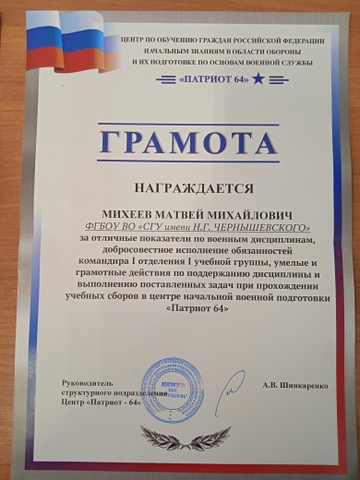 ЦЕНТР ПО ОБУЧЕНИЮ ГРАЖДАН РОССИЙСКОЙ ФЕДЕРАЦИИ
НАЧАЛЬНЫМ ЗНАНИЯМ В ОБЛАСТИ ОБОРОНЫ
И ИХ ПОДГОТОВКЕ ПО ОСНОВАМ ВОЕННОЙ СЛУЖБЫ
«ПАТРИОТ 64»
ГРАМОТА
НАГРАЖДАЕТСЯ
МИХЕЕВ МАТВЕЙ МИХАЙЛОВИЧ
ФГБОУ ВО «СГУ имени Н.Г. ЧЕРНЫШЕВСКОГО»
за отличные показатели по военным дисциплинам,
добросовестное исполнение обязанностей
командира 1 отделения 1 учебной группы, умелые и
грамотные действия по поддержанию дисциплины и
выполнению поставленных задач при прохождении
учебных сборов в центре начальной военной подготовки
«Патриот 64»
Руководитель
структурного подразделения
Центр «Патриот - 64»
А.В. Шинкаренко
ЦЕНТР